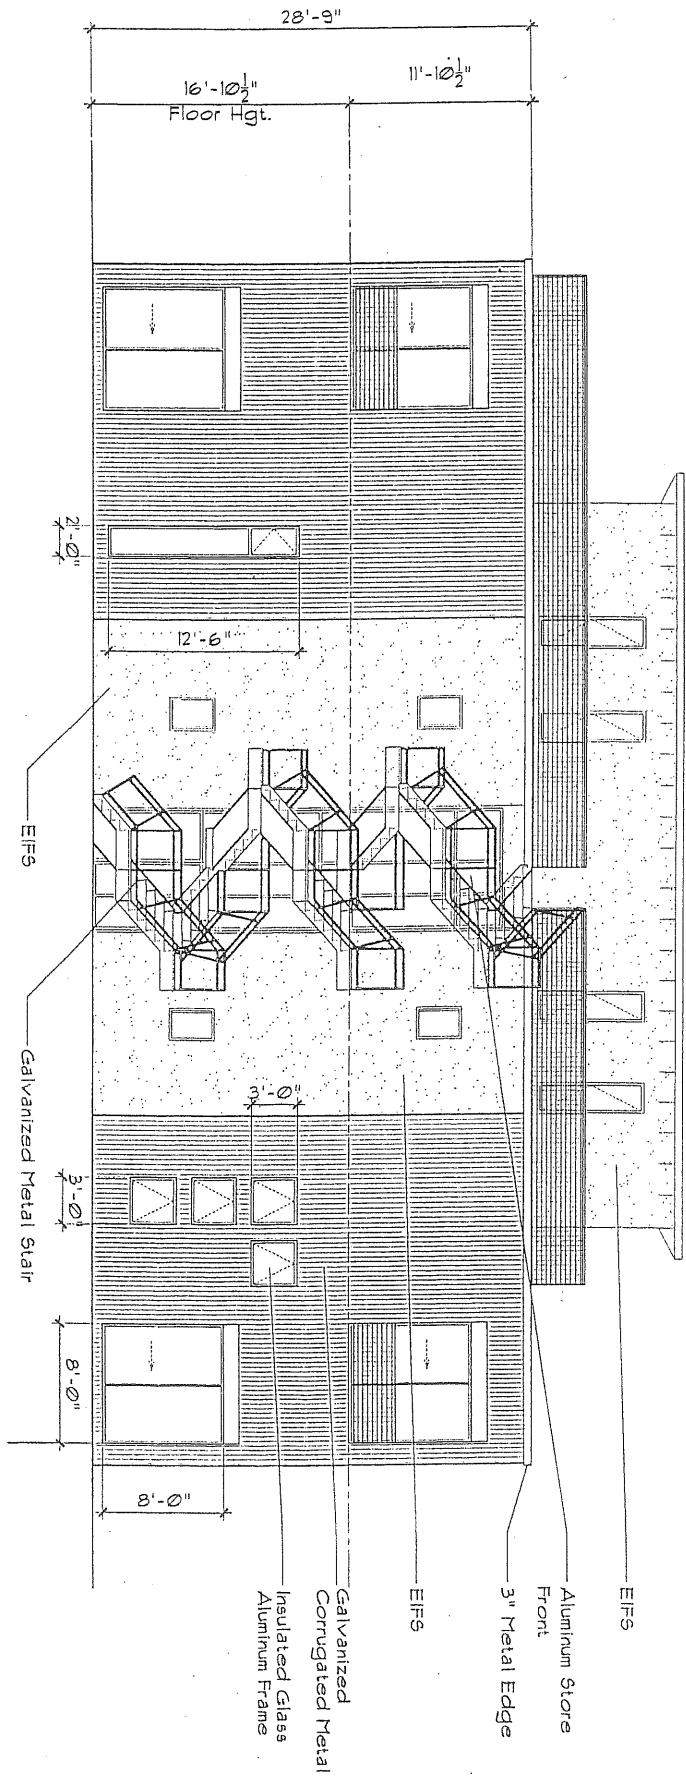 28'-9"
16'-10½"
Floor Hgt.
11'-10½"
2'-0"
12'-6"
EIFS
Galvanized Metal Stair
3'-0"
3'-0"
8'-0"
8'-0"
EIFS
Aluminum Store
Front
3" Metal Edge
EIFS
Galvanized
Corrugated Metal
Insulated Glass
Aluminum Frame